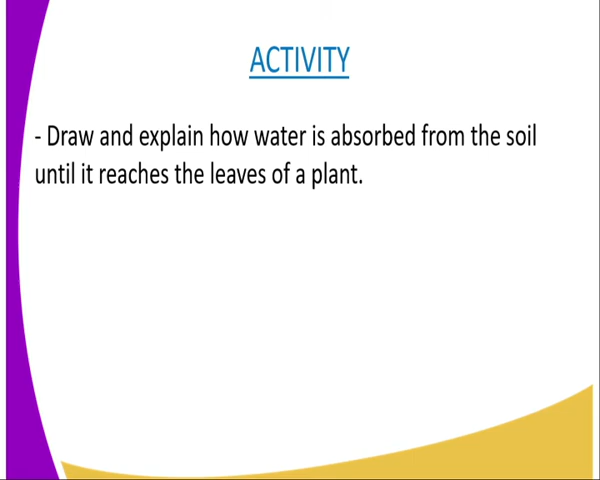 ACTIVITY
- Draw and explain how water is absorbed from the soil
until it reaches the leaves of a plant.